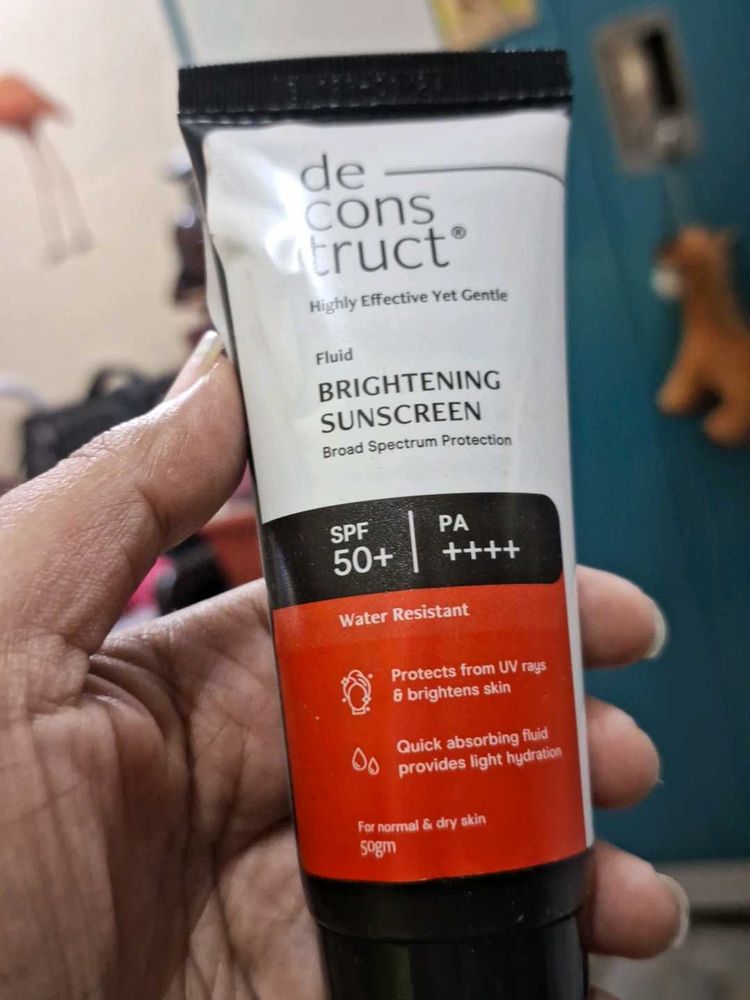 de
cons
truct®
Highly Effective Yet Gentle
Fluid
BRIGHTENING
SUNSCREEN
Broad Spectrum Protection
SPF
50+
PA
++++
Water Resistant
Protects from UV rays
& brightens skin
Quick absorbing fluid
provides light hydration
For normal & dry skin
50gm